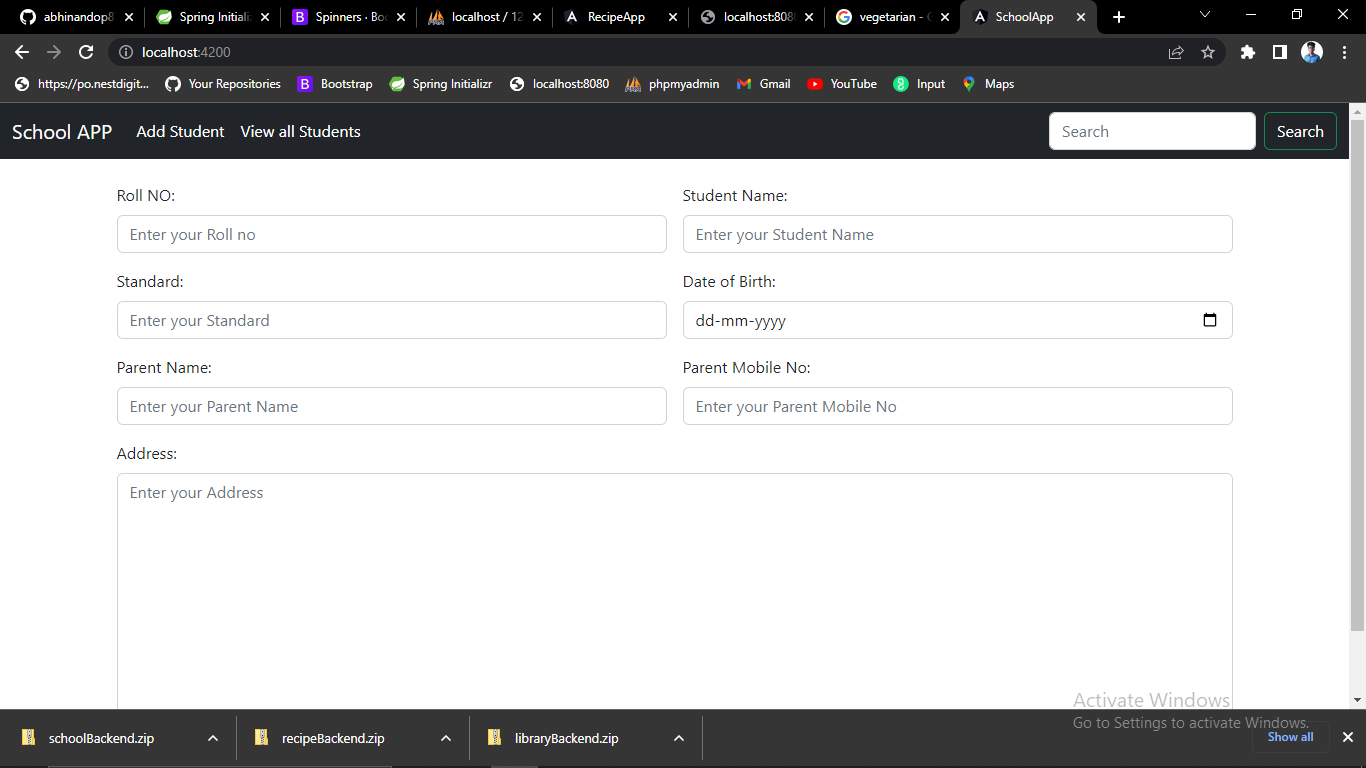 abhinandop8
Spring Initiali
Spinners · Bo
localhost / 12
RecipeApp
localhost:808
vegetarian - G
SchoolApp
localhost:4200
https://po.nestdigit...
Your Repositories
Bootstrap
Spring Initializr
localhost:8080
phpmyadmin
Gmail
YouTube
Input
Maps
School APP Add Student View all Students Search Search
Roll NO: Student Name:
Enter your Roll no Enter your Student Name
Standard: Date of Birth:
Enter your Standard dd-mm-yyyy
Parent Name: Parent Mobile No:
Enter your Parent Name Enter your Parent Mobile No
Address:
Enter your Address
Activate Windows
Go to Settings to activate Windows.
schoolBackend.zip recipeBackend.zip libraryBackend.zip Show all